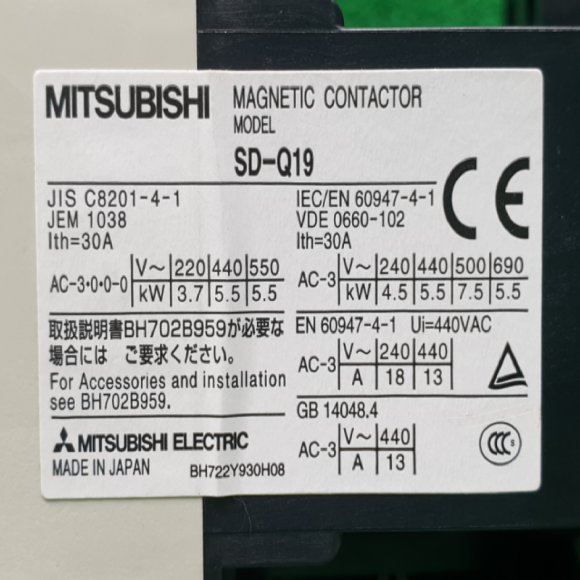 MITSUBISHI MAGNETIC CONTACTOR
MODEL
SD-Q19
JIS C8201-4-1
JEM 1038
Ith=30A
AC-3·0·0-0 V~ 220 440 550
kW 3.7 5.5 5.5
取扱説明書BH702B959が必要な
場合には ご要求ください。
For Accessories and installation
see BH702B959.
MITSUBISHI ELECTRIC
MADE IN JAPAN BH722Y930H08
IEC/EN 60947-4-1
VDE 0660-102
Ith=30A
CE
AC-3 V~ 240 440 500 690
kW 4.5 5.5 7.5 5.5
EN 60947-4-1 Ui=440VAC
AC-3 V~ 240 440
A 18 13
GB 14048.4
AC-3 V~ 440
A 13
CCC S